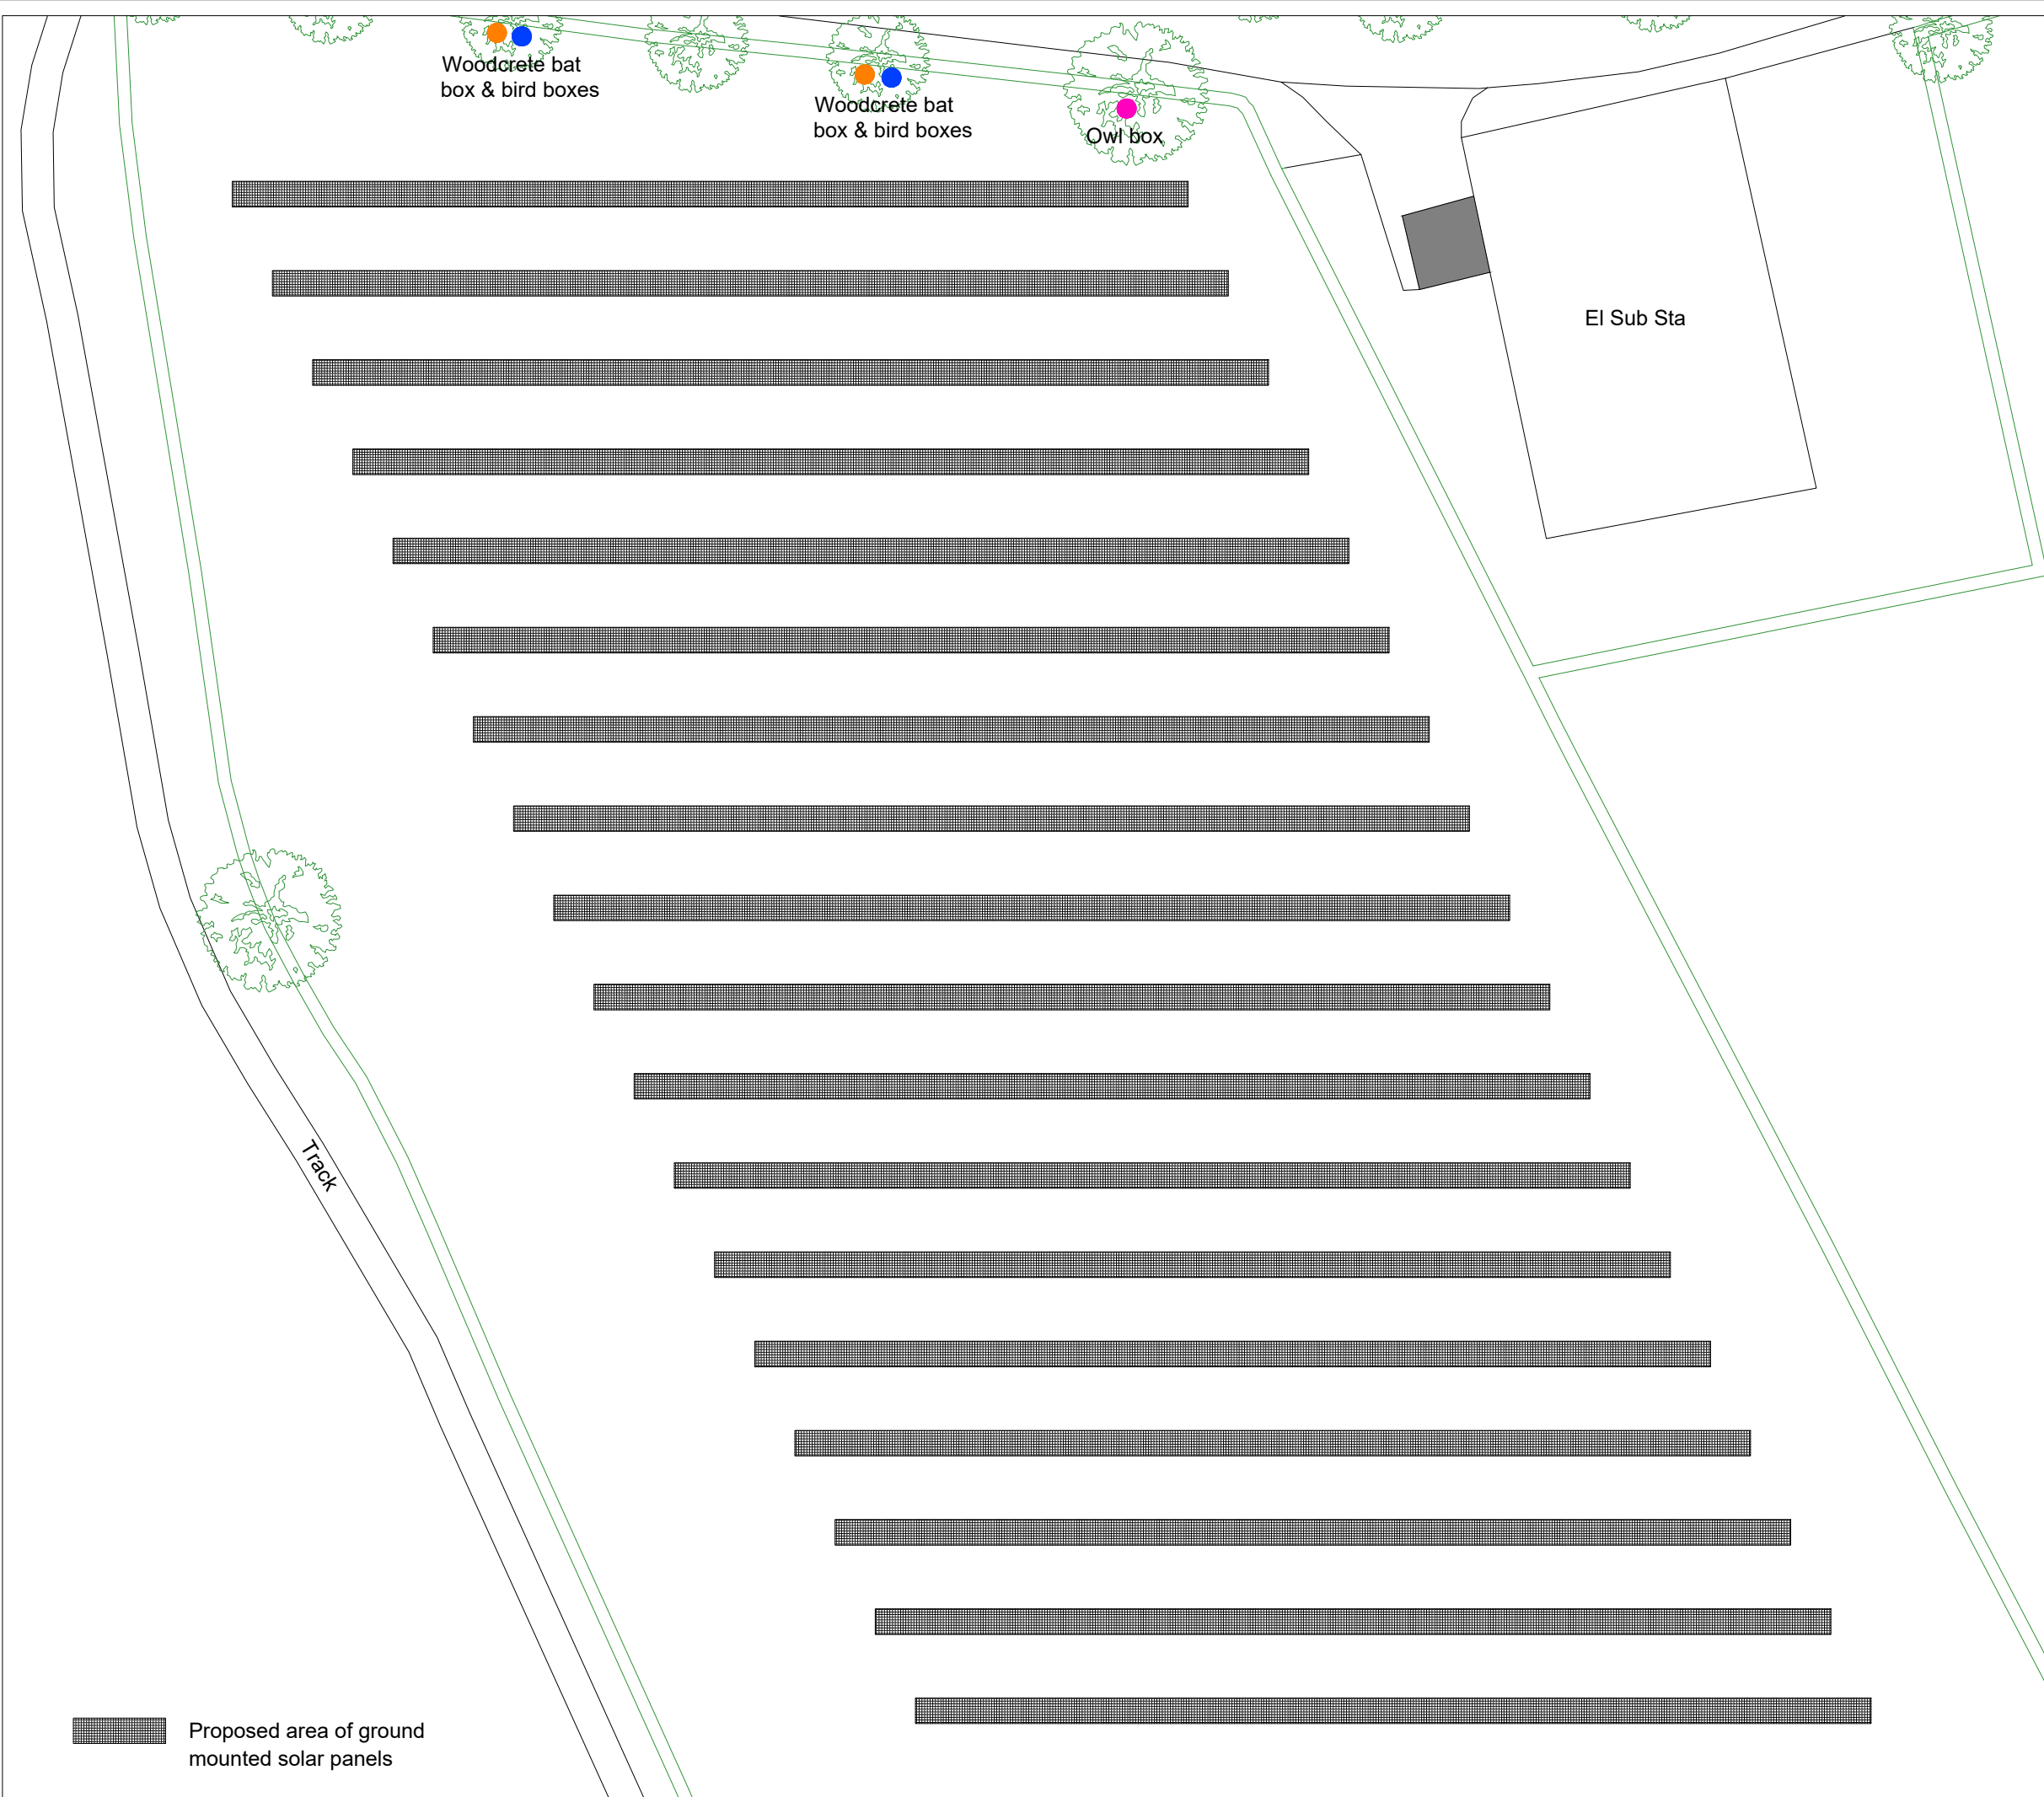 Woodcrete bat
box & bird boxes
Woodcrete bat
box & bird boxes
Owl box
El Sub Sta
Track
Proposed area of ground
mounted solar panels